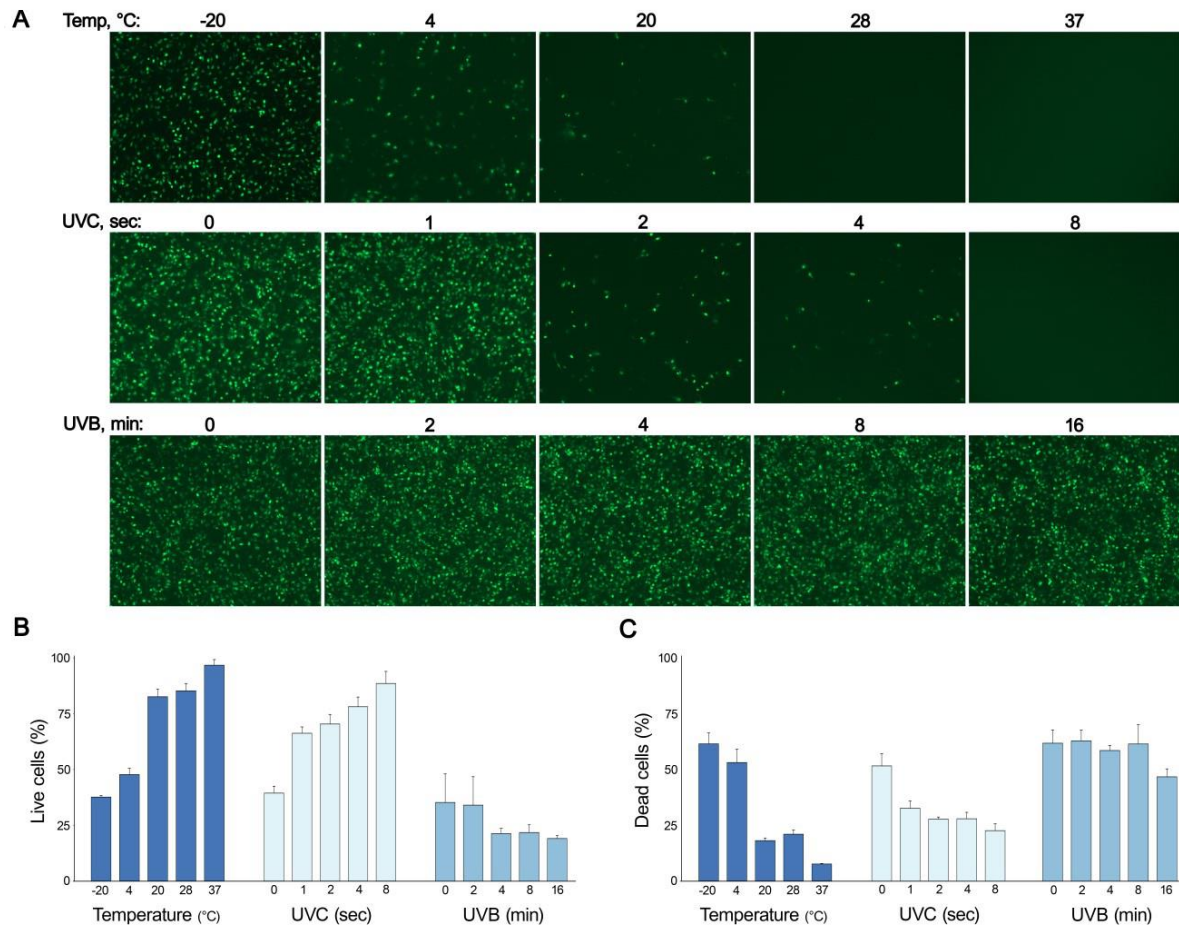 A
Temp, °C: -20 4 20 28 37
UVC, sec: 0 1 2 4 8
UVB, min: 0 2 4 8 16
B
C
100
75
50
25
0
Live cells (%)
-20 4 20 28 37 0 1 2 4 8 0 2 4 8 16
Temperature (°C) UVC (sec) UVB (min)
100
75
50
25
0
Dead cells (%)
-20 4 20 28 37 0 1 2 4 8 0 2 4 8 16
Temperature (°C) UVC (sec) UVB (min)